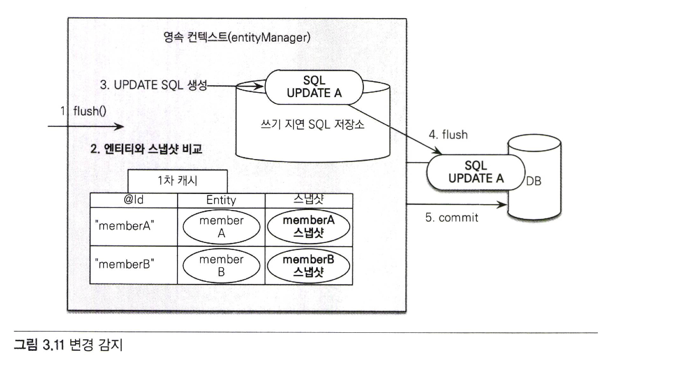 영속 컨텍스트(entityManager)
3. UPDATE SQL 생성
SQL
UPDATE A
1. flush()
쓰기 지연 SQL 저장소
4. flush
2. 엔티티와 스냅샷 비교
SQL
UPDATE A
DB
1차 캐시
@Id
Entity
스냅샷
"memberA"
member
A
memberA
스냅샷
5. commit
"memberB"
member
B
memberB
스냅샷
그림 3.11 변경 감지